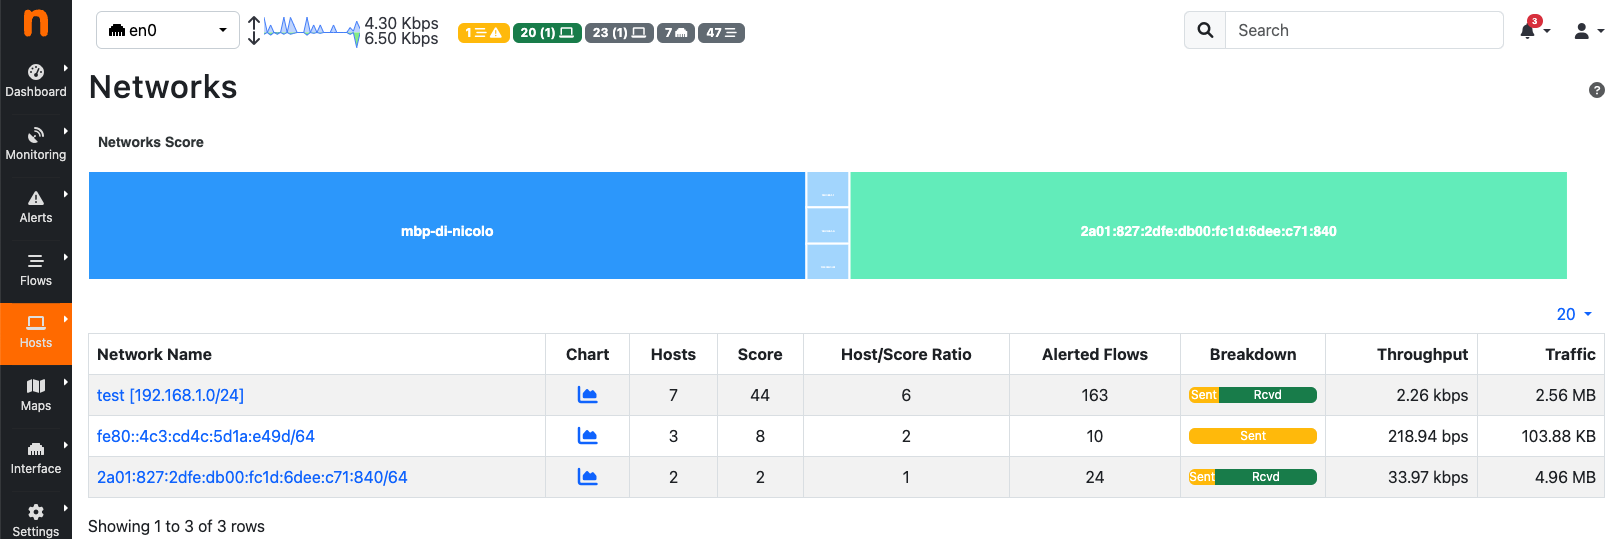 n
en0
4.30 Kbps
6.50 Kbps
1
20 (1)
23 (1)
7
47
Search
3
Dashboard
Monitoring
Alerts
Flows
Hosts
Maps
Interface
Settings
Networks
?
Networks Score
mbp-di-nicolo
2a01:827:2dfe:db00:fc1d:6dee:c71:840
20
Network Name Chart Hosts Score Host/Score Ratio Alerted Flows Breakdown Throughput Traffic
test [192.168.1.0/24] 7 44 6 163 Sent Rcvd 2.26 kbps 2.56 MB
fe80::4c3:cd4c:5d1a:e49d/64 3 8 2 10 Sent 218.94 bps 103.88 KB
2a01:827:2dfe:db00:fc1d:6dee:c71:840/64 2 2 1 24 Sent Rcvd 33.97 kbps 4.96 MB
Showing 1 to 3 of 3 rows